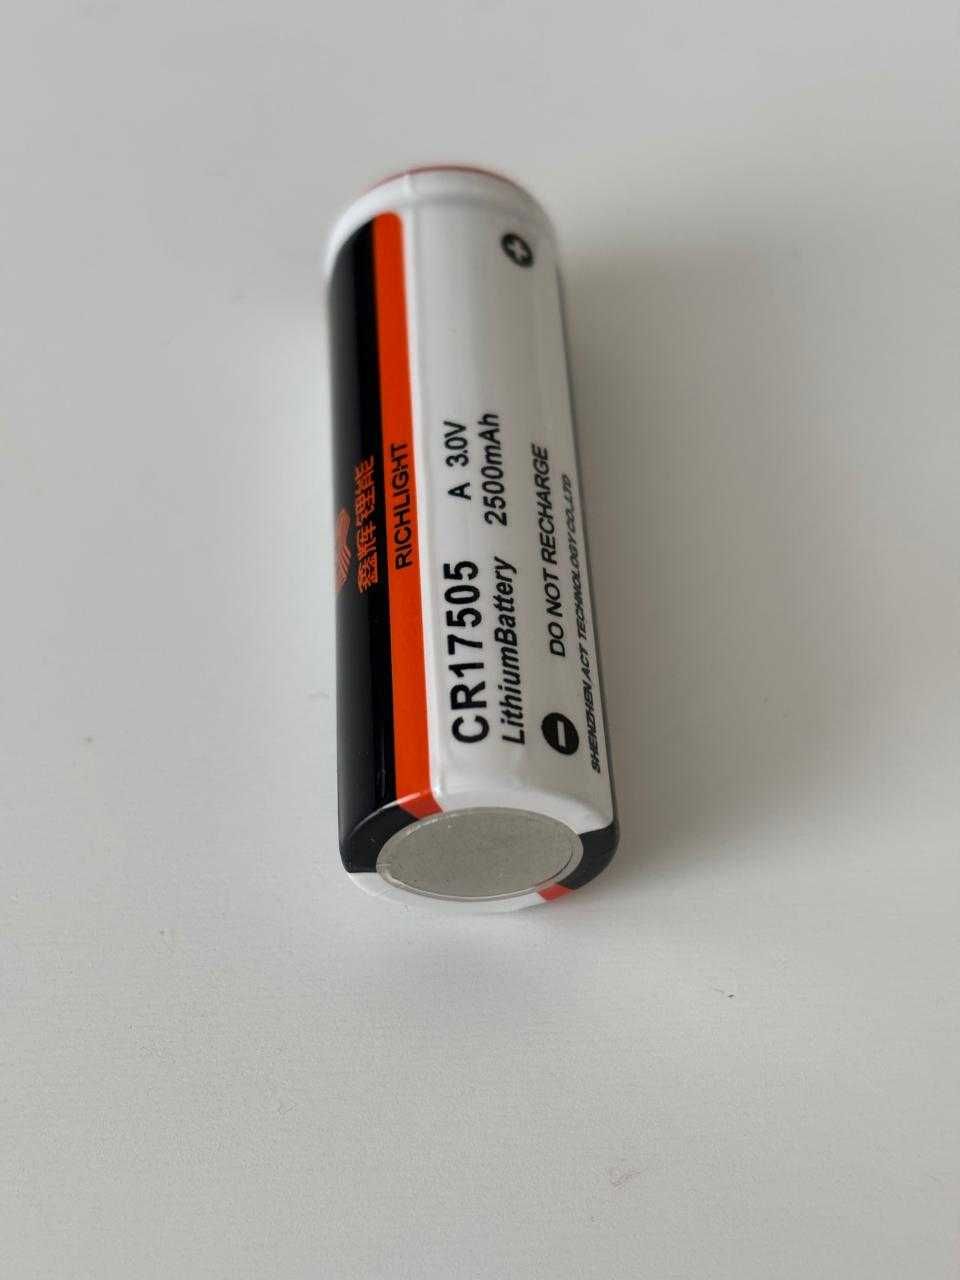 鑫辉锂能
RICHLIGHT
CR17505 A 3.0V
LithiumBattery 2500mAh
DO NOT RECHARGE
SHENZHEN ACT TECHNOLOGY CO.,LTD